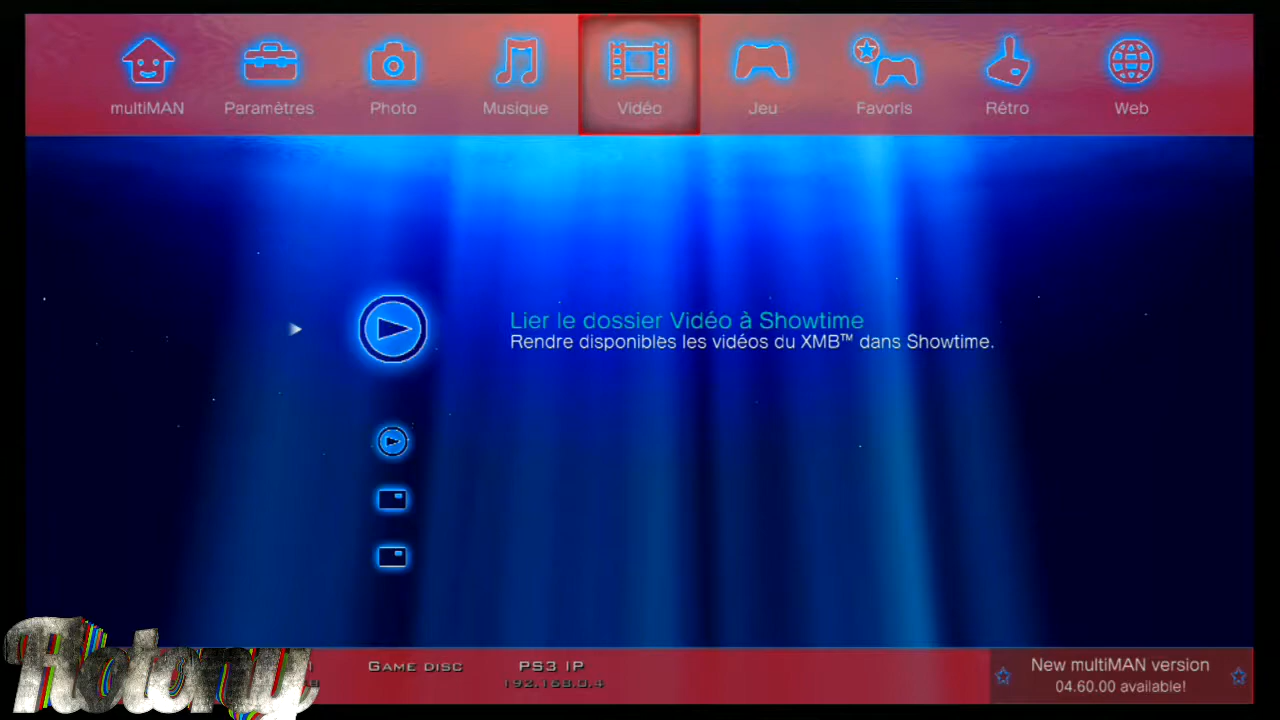 multiMAN
Paramètres
Photo
Musique
Vidéo
Jeu
Favoris
Rétro
Web
Lier le dossier Vidéo à Showtime
Rendre disponibles les vidéos du XMB™ dans Showtime.
Game disc
PS3 IP
192.168.0.4
New multiMAN version
04.60.00 available!